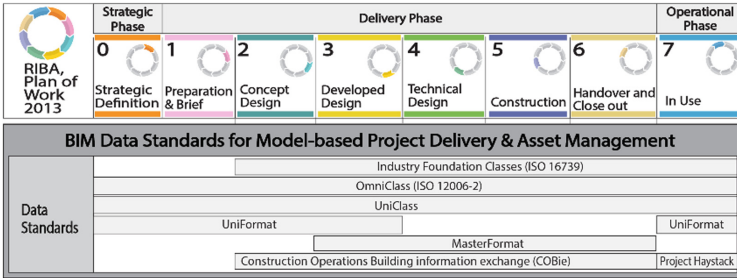 Strategic
Phase
Delivery Phase
Operational
Phase
RIBA,
Plan of
Work
2013
0
Strategic
Definition
1
Preparation
& Brief
2
Concept
Design
3
Developed
Design
4
Technical
Design
5
Construction
6
Handover and
Close out
7
In Use
BIM Data Standards for Model-based Project Delivery & Asset Management
Data
Standards
Industry Foundation Classes (ISO 16739)
OmniClass (ISO 12006-2)
UniClass
UniFormat
UniFormat
MasterFormat
Construction Operations Building information exchange (COBie)
Project Haystack